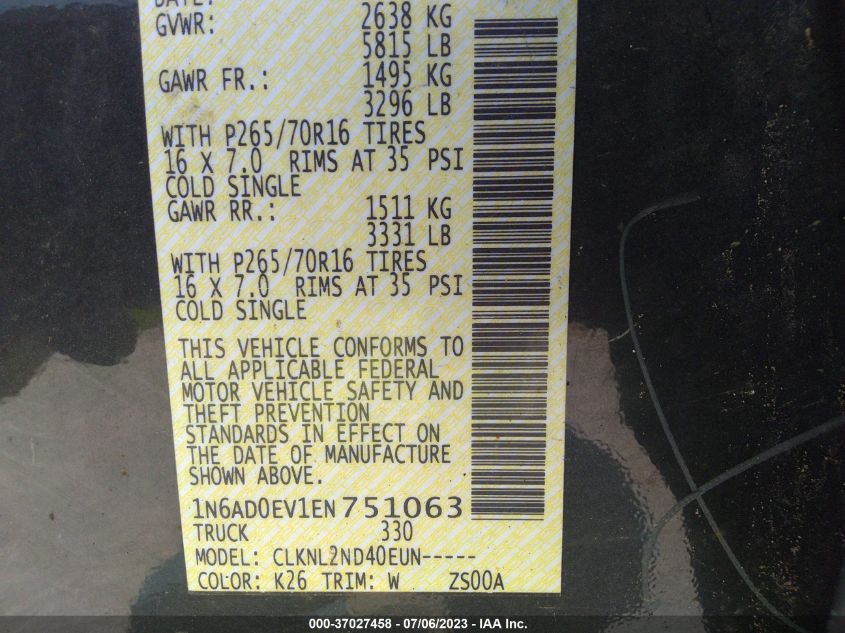 DATE:
GVWR: 2638 KG
5815 LB
GAWR FR.: 1495 KG
3296 LB
WITH P265/70R16 TIRES
16 X 7.0 RIMS AT 35 PSI
COLD SINGLE
GAWR RR.: 1511 KG
3331 LB
WITH P265/70R16 TIRES
16 X 7.0 RIMS AT 35 PSI
COLD SINGLE
THIS VEHICLE CONFORMS TO
ALL APPLICABLE FEDERAL
MOTOR VEHICLE SAFETY AND
THEFT PREVENTION
STANDARDS IN EFFECT ON
THE DATE OF MANUFACTURE
SHOWN ABOVE.
1N6AD0EV1EN751063
TRUCK 330
MODEL: CLKNL2ND40EUN-----
COLOR: K26 TRIM: W ZS00A
000-37027458 - 07/06/2023 - IAA Inc.